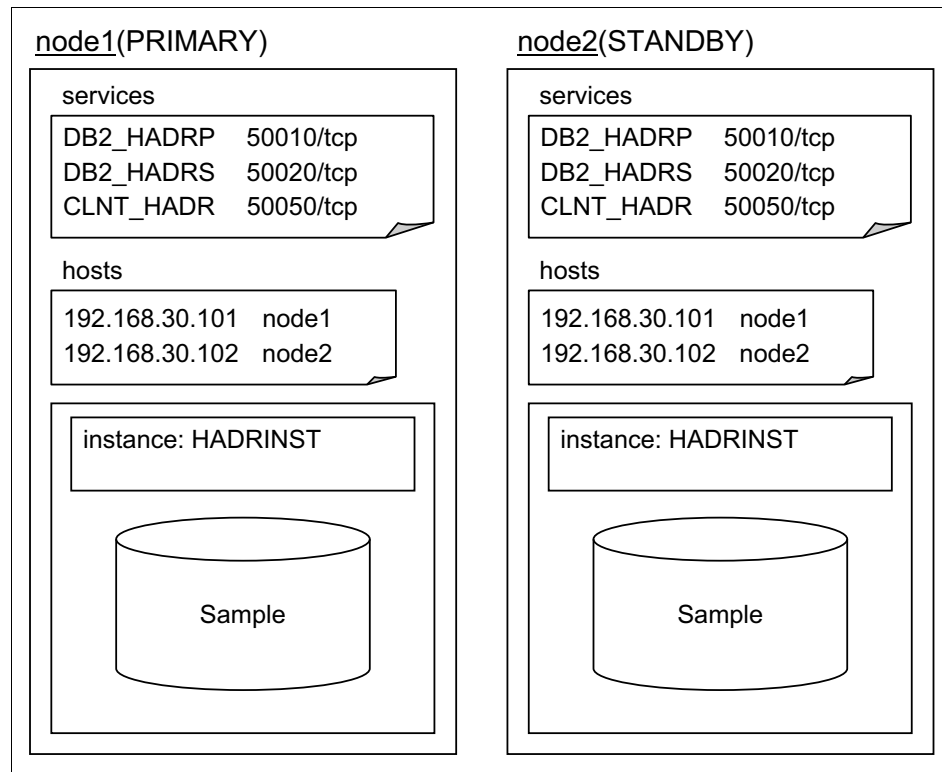 node1(PRIMARY)
services
DB2_HADRP 50010/tcp
DB2_HADRS 50020/tcp
CLNT_HADR 50050/tcp
hosts
192.168.30.101 node1
192.168.30.102 node2
instance: HADRINST
Sample
node2(STANDBY)
services
DB2_HADRP 50010/tcp
DB2_HADRS 50020/tcp
CLNT_HADR 50050/tcp
hosts
192.168.30.101 node1
192.168.30.102 node2
instance: HADRINST
Sample